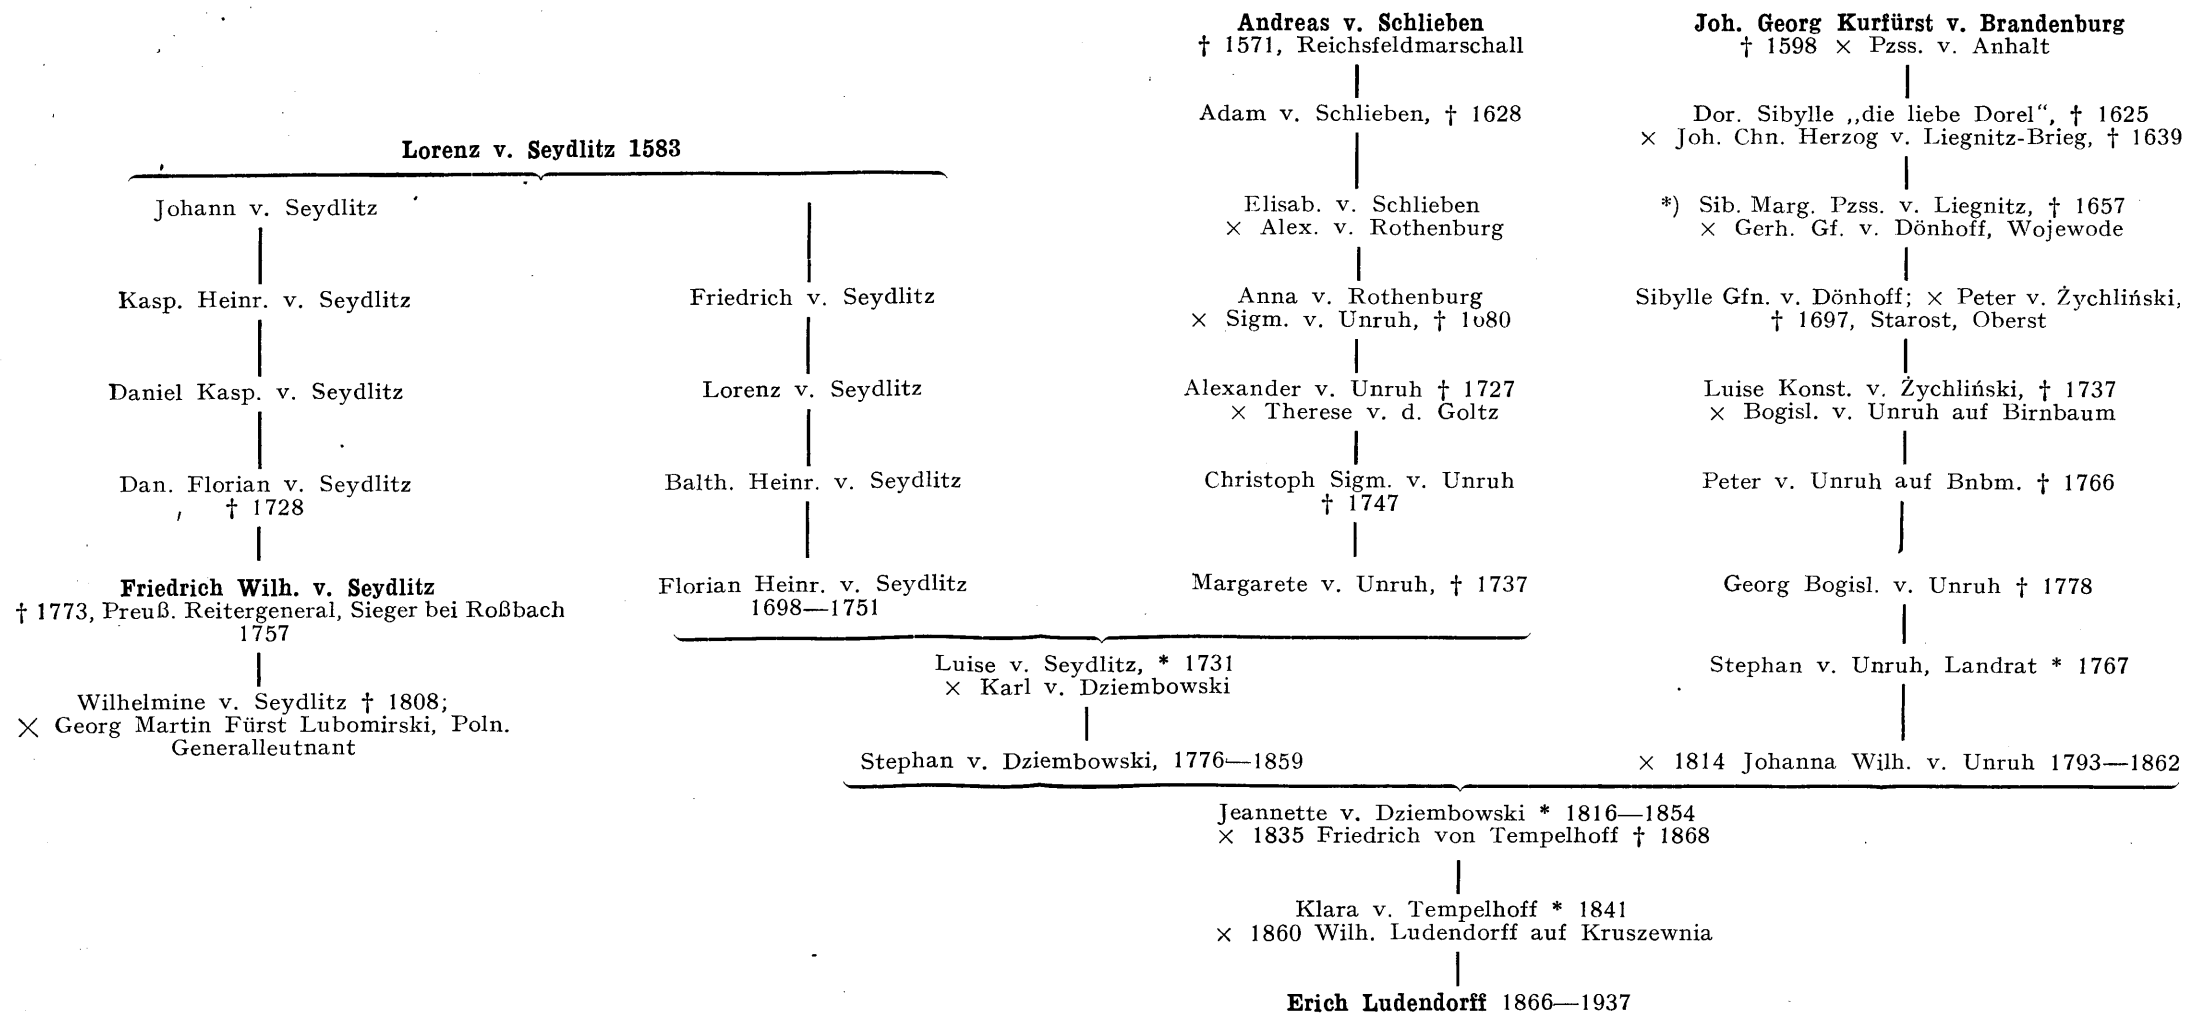 Andreas v. Schlieben
† 1571, Reichsfeldmarschall
Joh. Georg Kurfürst v. Brandenburg
† 1598 × Pzss. v. Anhalt
Adam v. Schlieben, † 1628
Dor. Sibylle „die liebe Dorel“, † 1625
× Joh. Chn. Herzog v. Liegnitz-Brieg, † 1639
Lorenz v. Seydlitz 1583
Johann v. Seydlitz
Elisab. v. Schlieben
× Alex. v. Rothenburg
*) Sib. Marg. Pzss. v. Liegnitz, † 1657
× Gerh. Gf. v. Dönhoff, Wojewode
Kasp. Heinr. v. Seydlitz
Friedrich v. Seydlitz
Anna v. Rothenburg
× Sigm. v. Unruh, † 1680
Sibylle Gfn. v. Dönhoff; × Peter v. Żychliński,
† 1697, Starost, Oberst
Daniel Kasp. v. Seydlitz
Lorenz v. Seydlitz
Alexander v. Unruh † 1727
× Therese v. d. Goltz
Luise Konst. v. Żychliński, † 1737
× Bogisl. v. Unruh auf Birnbaum
Dan. Florian v. Seydlitz
† 1728
Balth. Heinr. v. Seydlitz
Christoph Sigm. v. Unruh
† 1747
Peter v. Unruh auf Bnbm. † 1766
Friedrich Wilh. v. Seydlitz
† 1773, Preuß. Reitergeneral, Sieger bei Roßbach
1757
Florian Heinr. v. Seydlitz
1698—1751
Margarete v. Unruh, † 1737
Georg Bogisl. v. Unruh † 1778
Luise v. Seydlitz, * 1731
× Karl v. Dziembowski
Stephan v. Unruh, Landrat * 1767
Wilhelmine v. Seydlitz † 1808;
× Georg Martin Fürst Lubomirski, Poln.
Generalleutnant
Stephan v. Dziembowski, 1776—1859
× 1814 Johanna Wilh. v. Unruh 1793—1862
Jeannette v. Dziembowski * 1816—1854
× 1835 Friedrich von Tempelhoff † 1868
Klara v. Tempelhoff * 1841
× 1860 Wilh. Ludendorff auf Kruszewnia
Erich Ludendorff 1866—1937